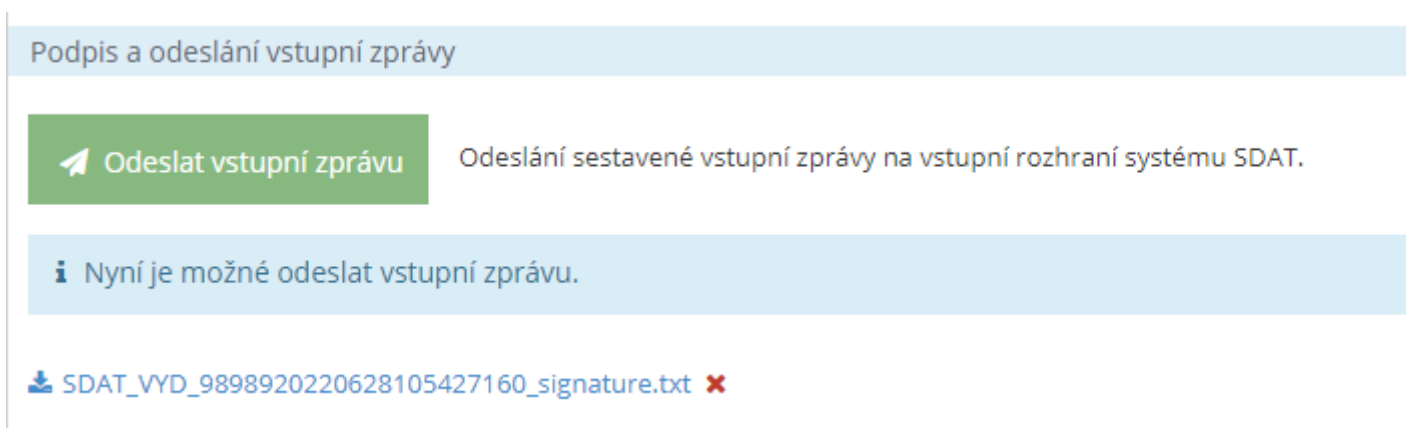 Podpis a odeslání vstupní zprávy
Odeslat vstupní zprávu
Odeslání sestavené vstupní zprávy na vstupní rozhraní systému SDAT.
Nyní je možné odeslat vstupní zprávu.
SDAT_VYD_9898920220628105427160_signature.txt